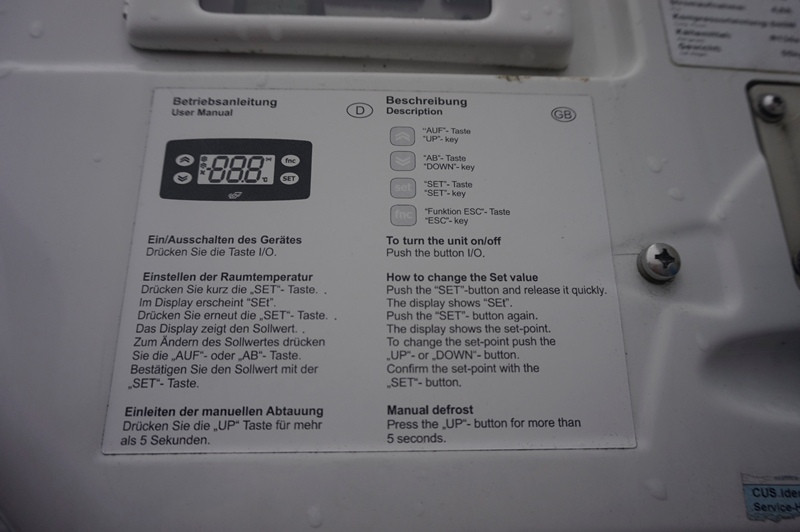 Betriebsanleitung
User Manual
D
88.8
°C
fnc
SET
Ein/Ausschalten des Gerätes
Drücken Sie die Taste I/O.
Einstellen der Raumtemperatur
Drücken Sie kurz die „SET"- Taste. .
Im Display erscheint "SEt".
Drücken Sie erneut die „SET"- Taste. .
Das Display zeigt den Sollwert. .
Zum Ändern des Sollwertes drücken
Sie die „AUF"- oder „AB"- Taste.
Bestätigen Sie den Sollwert mit der
„SET"- Taste.
Einleiten der manuellen Abtauung
Drücken Sie die „UP" Taste für mehr
als 5 Sekunden.
Beschreibung
Description
GB
"AUF"- Taste
"UP"- key
"AB"- Taste
"DOWN"- key
set
"SET"- Taste
"SET"- key
fnc
"Funktion ESC"- Taste
"ESC"- key
To turn the unit on/off
Push the button I/O.
How to change the Set value
Push the "SET"-button and release it quickly.
The display shows "SEt".
Push the "SET"- button again.
The display shows the set-point.
To change the set-point push the
„UP"- or „DOWN"- button.
Confirm the set-point with the
„SET"- button.
Manual defrost
Press the „UP"- button for more than
5 seconds.
Kältemittel
Gewicht
CUS.ide
Service-H